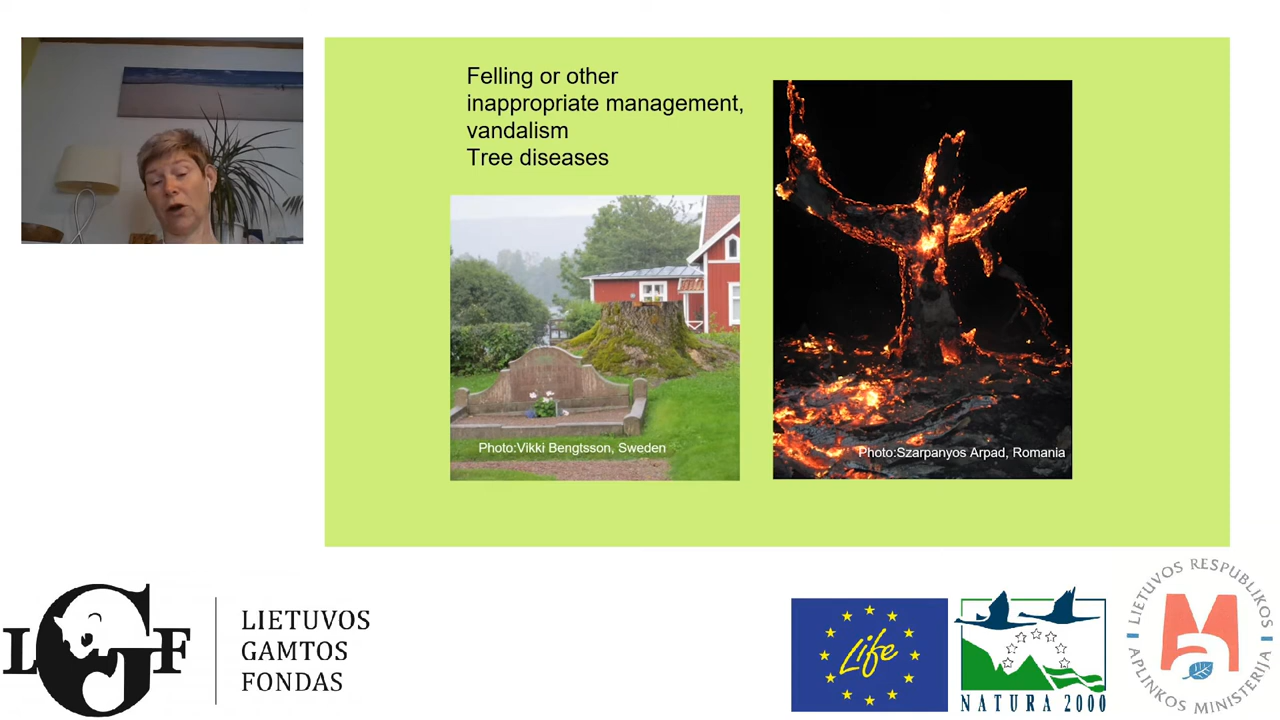 Felling or other
inappropriate management,
vandalism
Tree diseases
Photo:Vikki Bengtsson, Sweden
Photo:Szarpanyos Arpad, Romania
LGF
LIETUVOS
GAMTOS
FONDAS
Life
NATURA 2000
LIETUVOS RESPUBLIKOS
APLINKOS MINISTERIJA